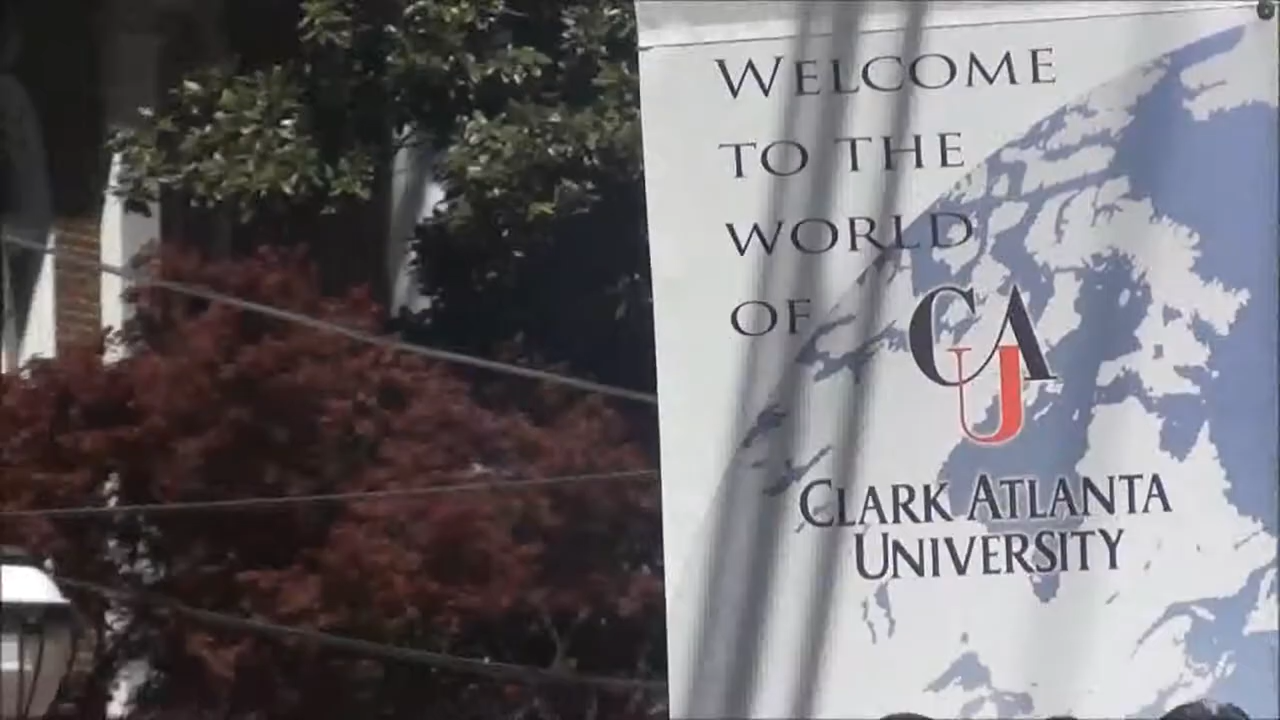 WELCOME
TO THE
WORLD
OF
CAU
CLARK ATLANTA
UNIVERSITY